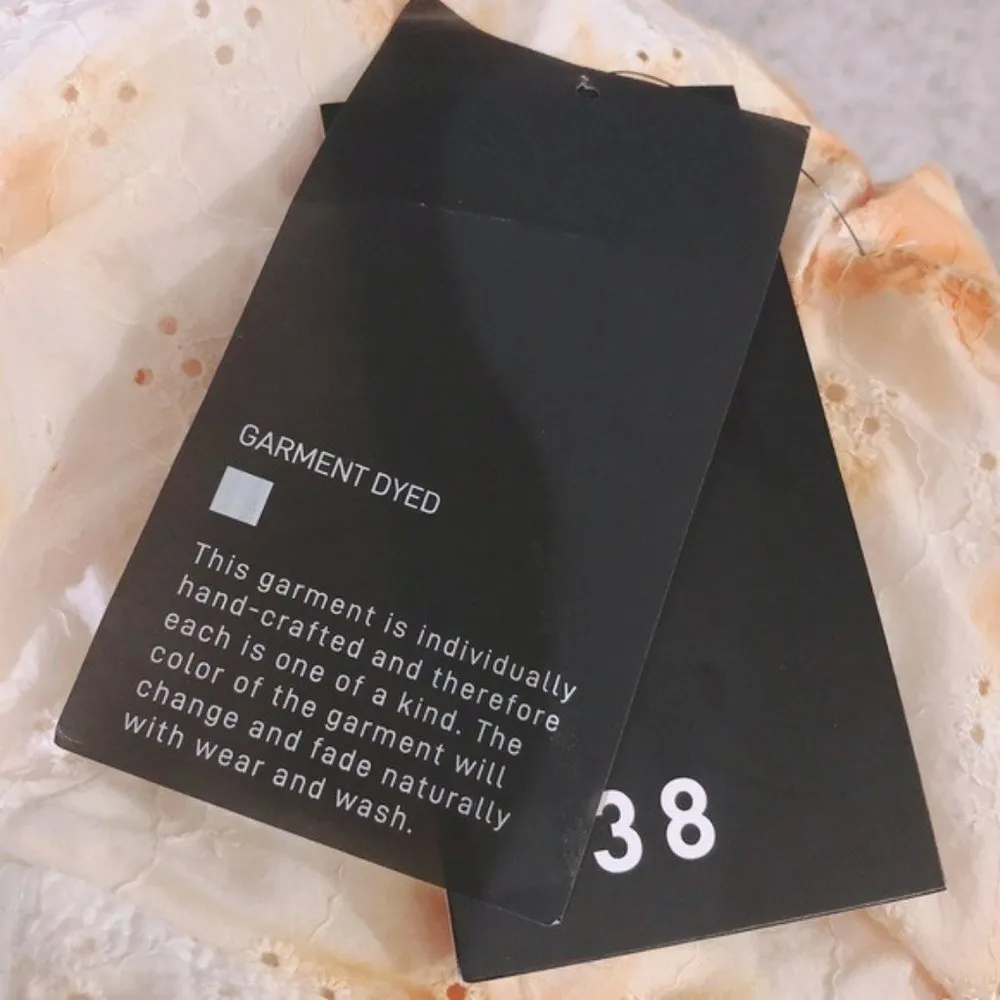 GARMENT DYED
This garment is individually
hand-crafted and therefore
each is one of a kind. The
color of the garment will
change and fade naturally
with wear and wash.
38